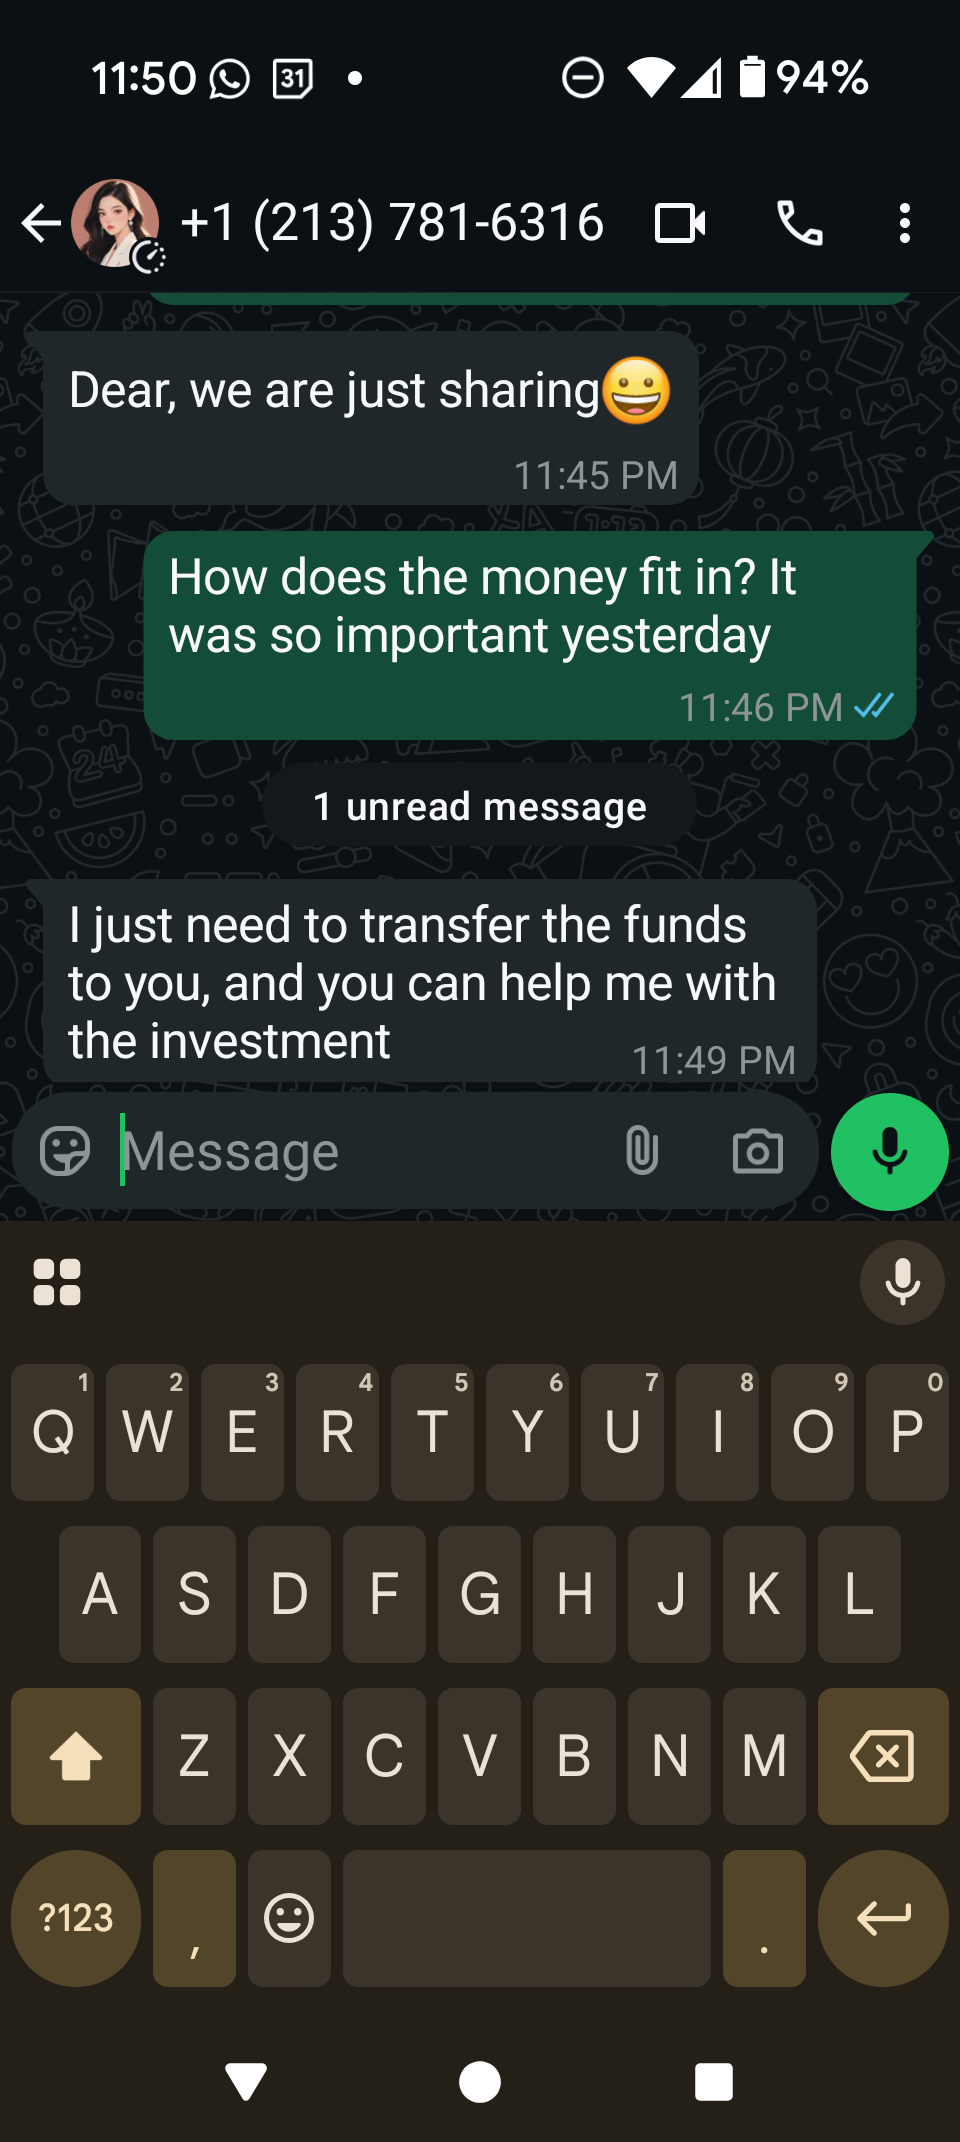 11:50 31 94%
+1 (213) 781-6316
Dear, we are just sharing😀
11:45 PM
How does the money fit in? It
was so important yesterday
11:46 PM
1 unread message
I just need to transfer the funds
to you, and you can help me with
the investment
11:49 PM
Message
1 2 3 4 5 6 7 8 9 0
Q W E R T Y U I O P
A S D F G H J K L
Z X C V B N M
?123 , .